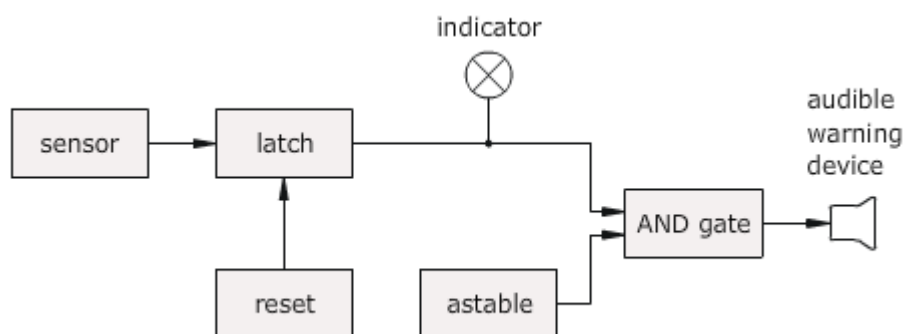 indicator
audible
warning
device
sensor
latch
AND gate
reset
astable